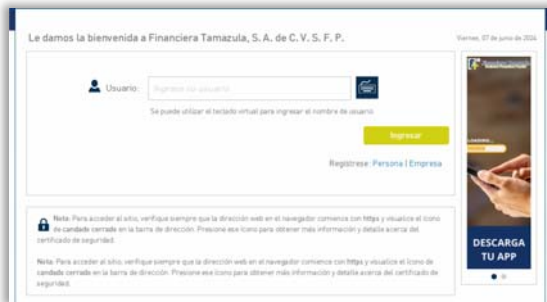 Le damos la bienvenida a Financiera Tamazula, S. A. de C. V. S. F. P.
Viernes, 07 de junio de 2024
Usuario:
Ingrese su usuario
Se puede utilizar el teclado virtual para ingresar el nombre de usuario
Ingresar
Regístrese: Persona | Empresa
Nota: Para acceder al sitio, verifique siempre que la dirección web en el navegador comience con https y visualice el ícono
de candado cerrado en la barra de dirección. Presione ese ícono para obtener más información y detalle acerca del
certificado de seguridad.
Nota: Para acceder al sitio, verifique siempre que la dirección web en el navegador comience con https y visualice el ícono de
candado cerrado en la barra de dirección. Presione ese ícono para obtener más información y detalle acerca del certificado de
seguridad.
DESCARGA
TU APP